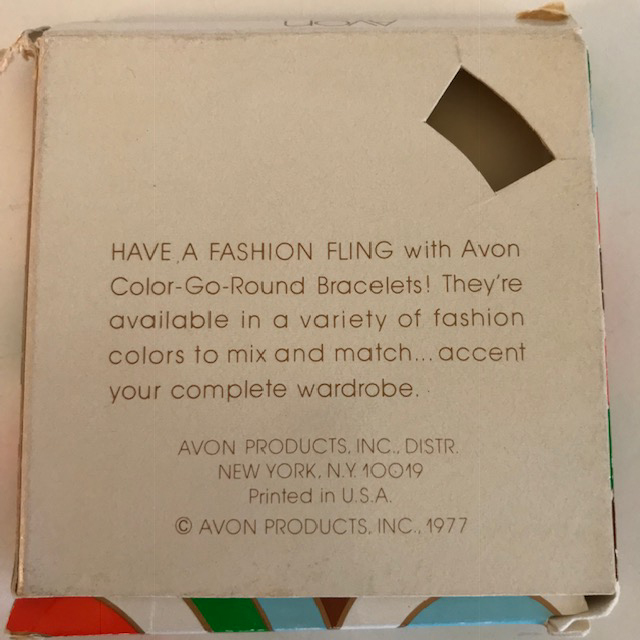 AVON
HAVE A FASHION FLING with Avon
Color-Go-Round Bracelets! They're
available in a variety of fashion
colors to mix and match...accent
your complete wardrobe.
AVON PRODUCTS, INC., DISTR.
NEW YORK, N.Y. 10019
Printed in U.S.A.
© AVON PRODUCTS, INC., 1977